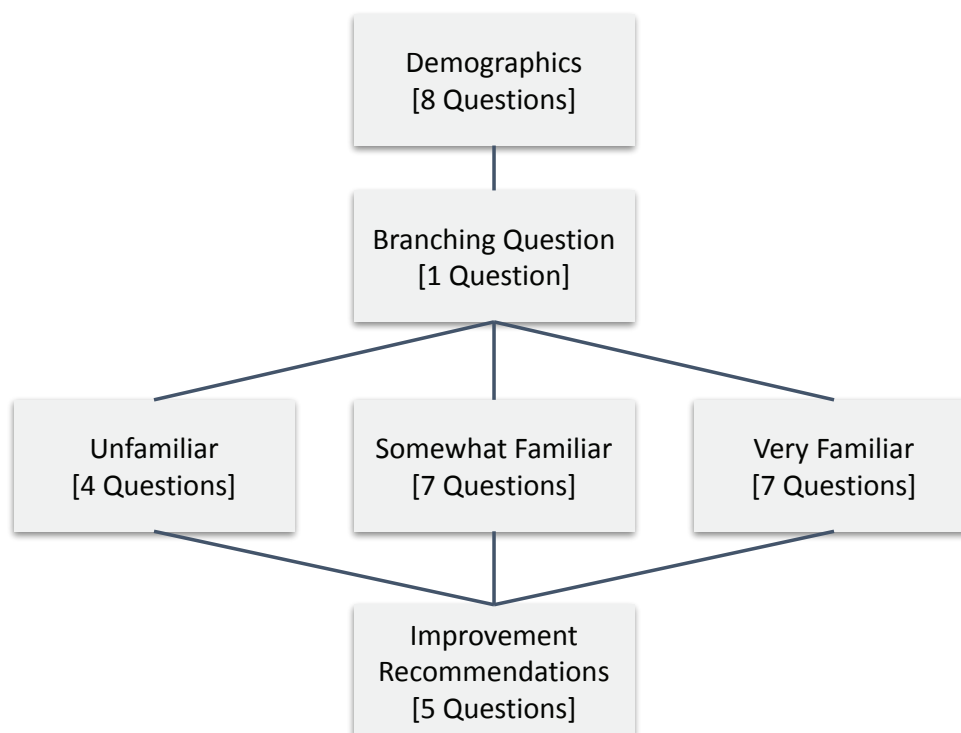 Demographics
[8 Questions]
Branching Question
[1 Question]
Unfamiliar
[4 Questions]
Somewhat Familiar
[7 Questions]
Very Familiar
[7 Questions]
Improvement
Recommendations
[5 Questions]